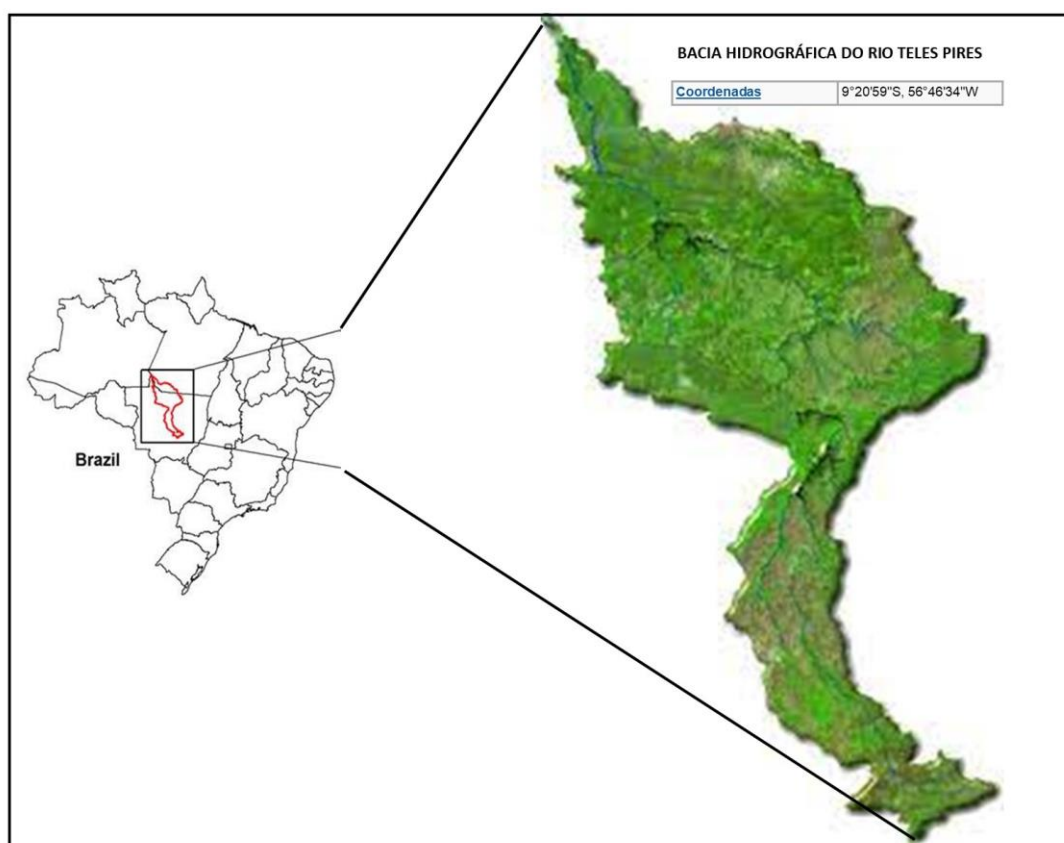 BACIA HIDROGRÁFICA DO RIO TELES PIRES
Coordenadas 9°20'59"S, 56°46'34"W
Brazil